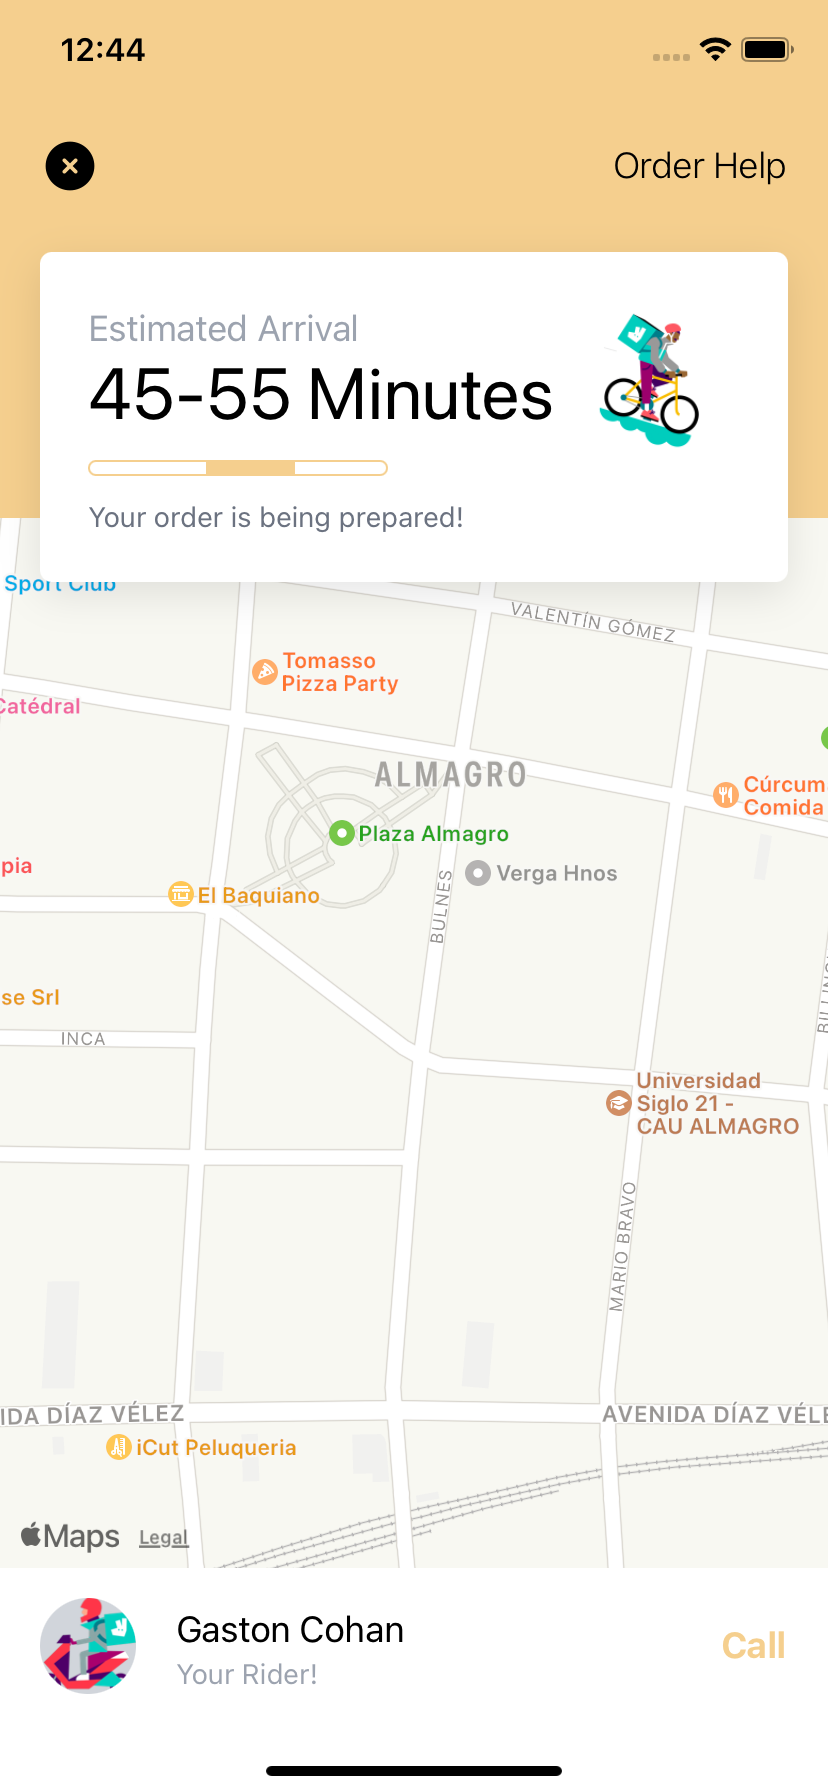 12:44
Order Help
Estimated Arrival
45-55 Minutes
Your order is being prepared!
Sport Club
VALENTÍN GÓMEZ
Tomasso
Pizza Party
Catédral
ALMAGRO
Cúrcum
Comida
Plaza Almagro
pia
Verga Hnos
El Baquiano
BULNES
se Srl
INCA
Universidad
Siglo 21 -
CAU ALMAGRO
MARIO BRAVO
IDA DÍAZ VÉLEZ
AVENIDA DÍAZ VÉLE
iCut Peluqueria
Maps
Legal
Gaston Cohan
Your Rider!
Call